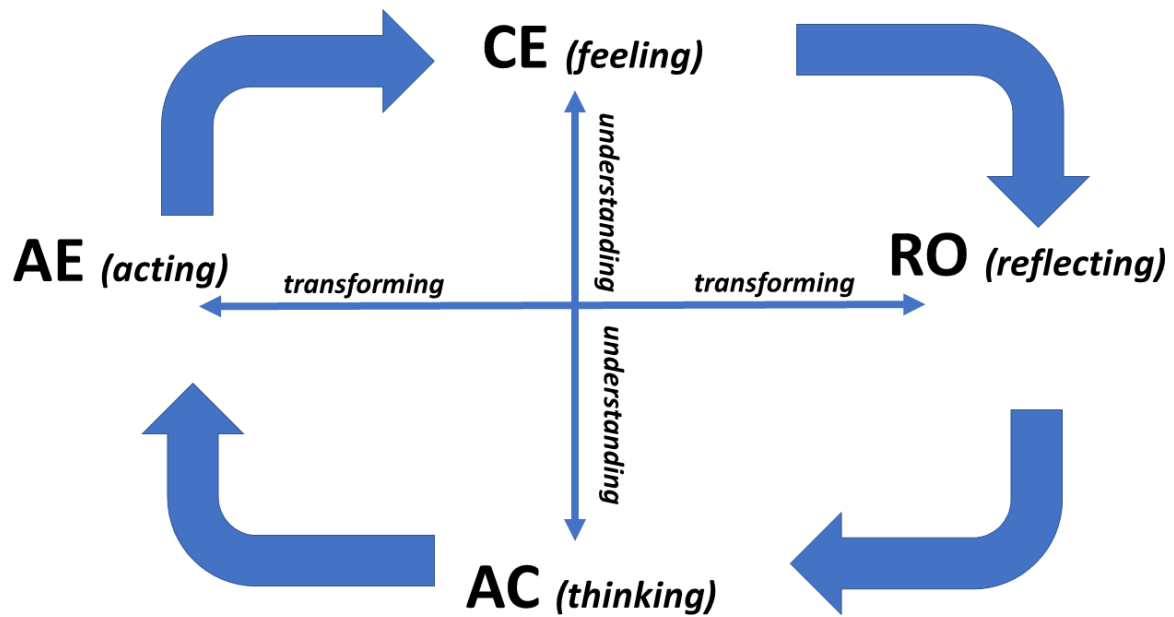 CE (feeling)
understanding
AE (acting)
RO (reflecting)
transforming
transforming
understanding
AC (thinking)